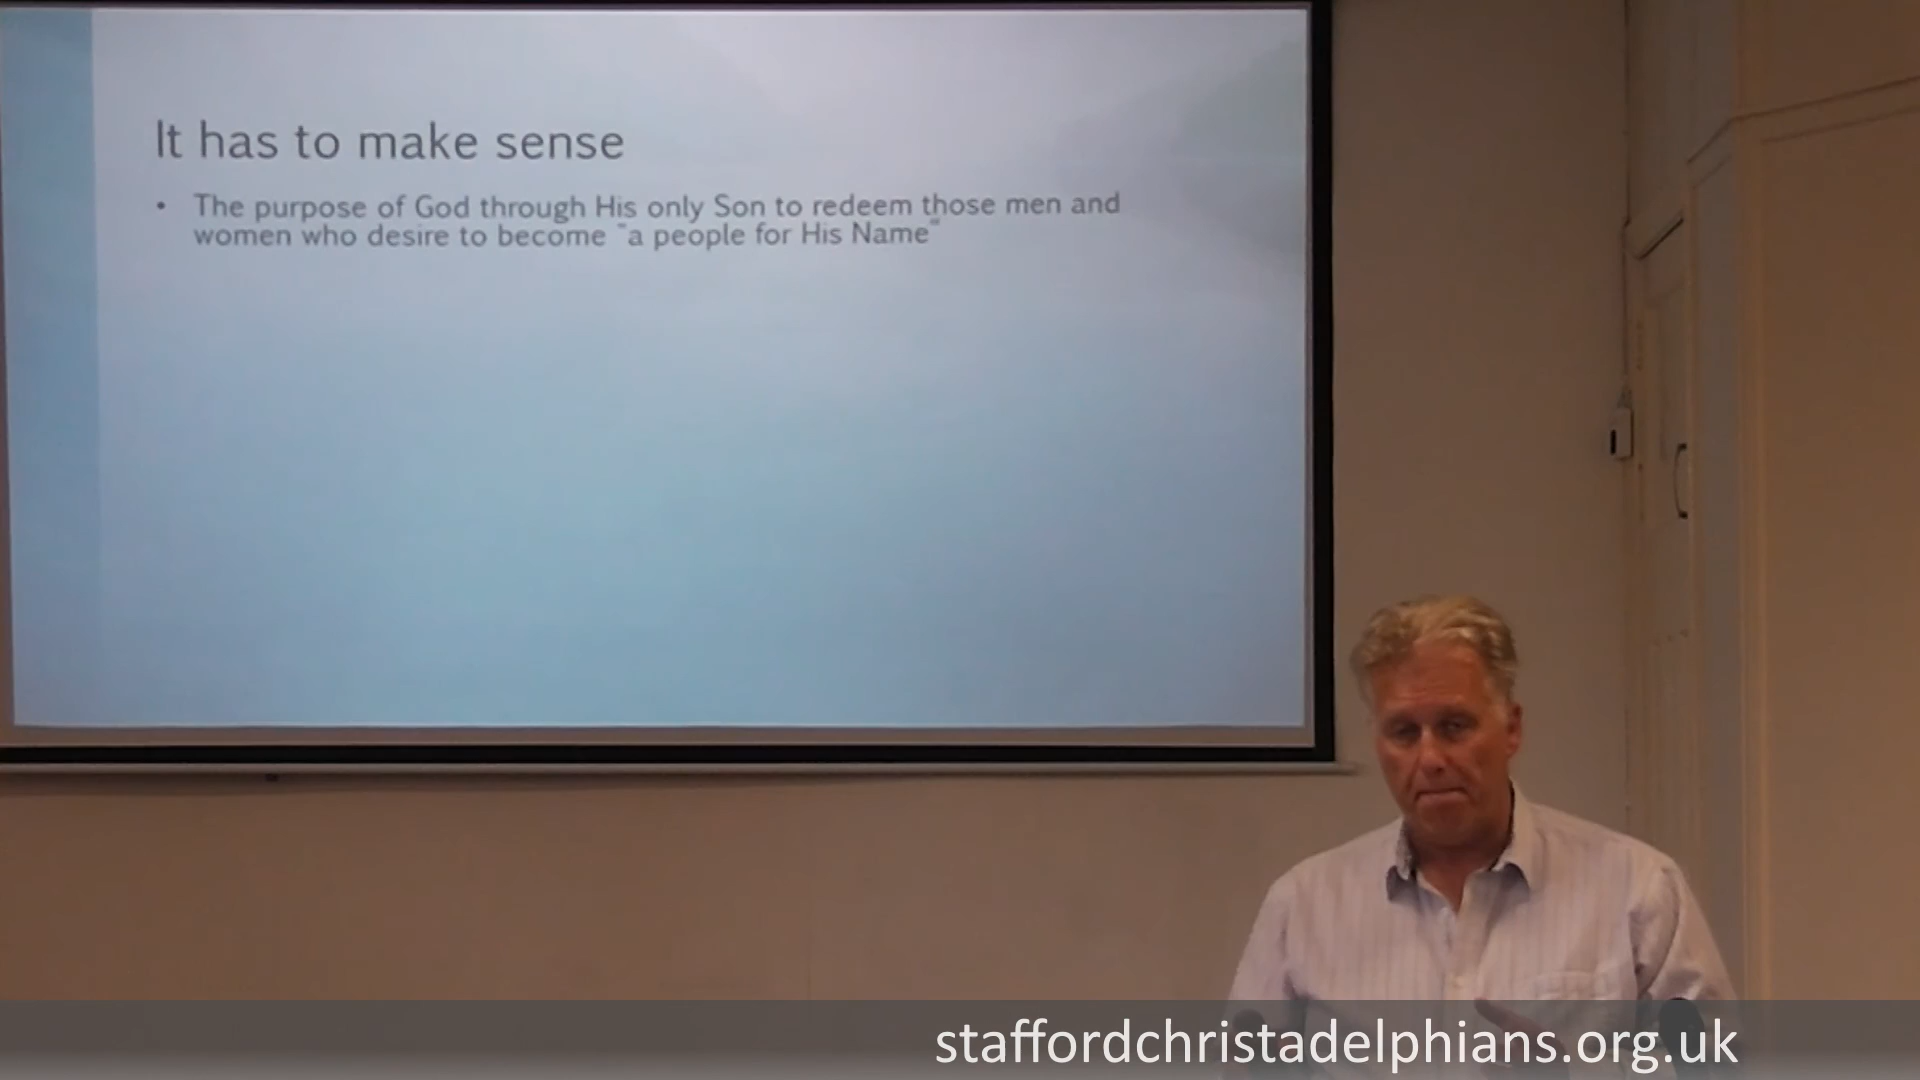 It has to make sense
• The purpose of God through His only Son to redeem those men and
women who desire to become "a people for His Name"
staffordchristadelphians.org.uk